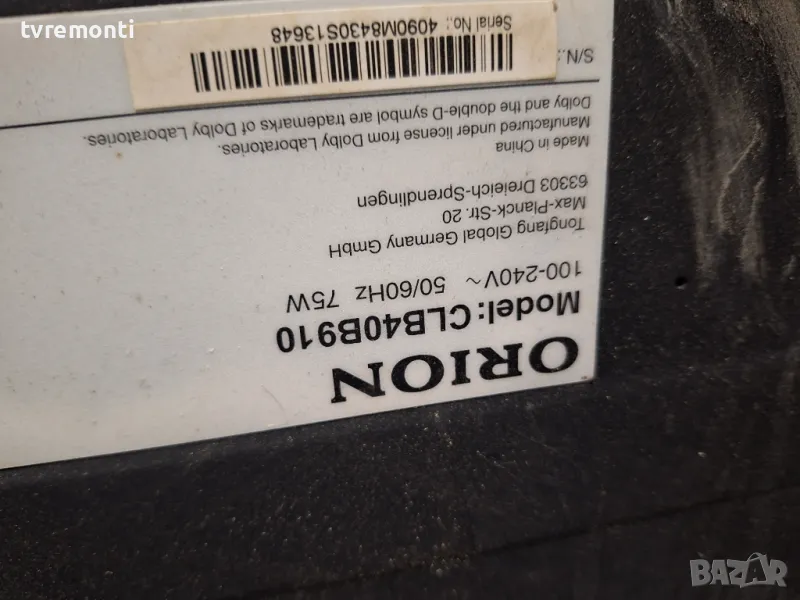 tvremonti
ORION
Model: CLB40B910
100-240V~ 50/60Hz 75W
Tongfang Global Germany GmbH
Max-Planck-Str. 20
63303 Dreieich-Sprendlingen
Made in China
Manufactured under license from Dolby Laboratories.
Dolby and the double-D symbol are trademarks of Dolby Laboratories.
S/N.:
Serial No.: 4090M8430S13648
BAZAR